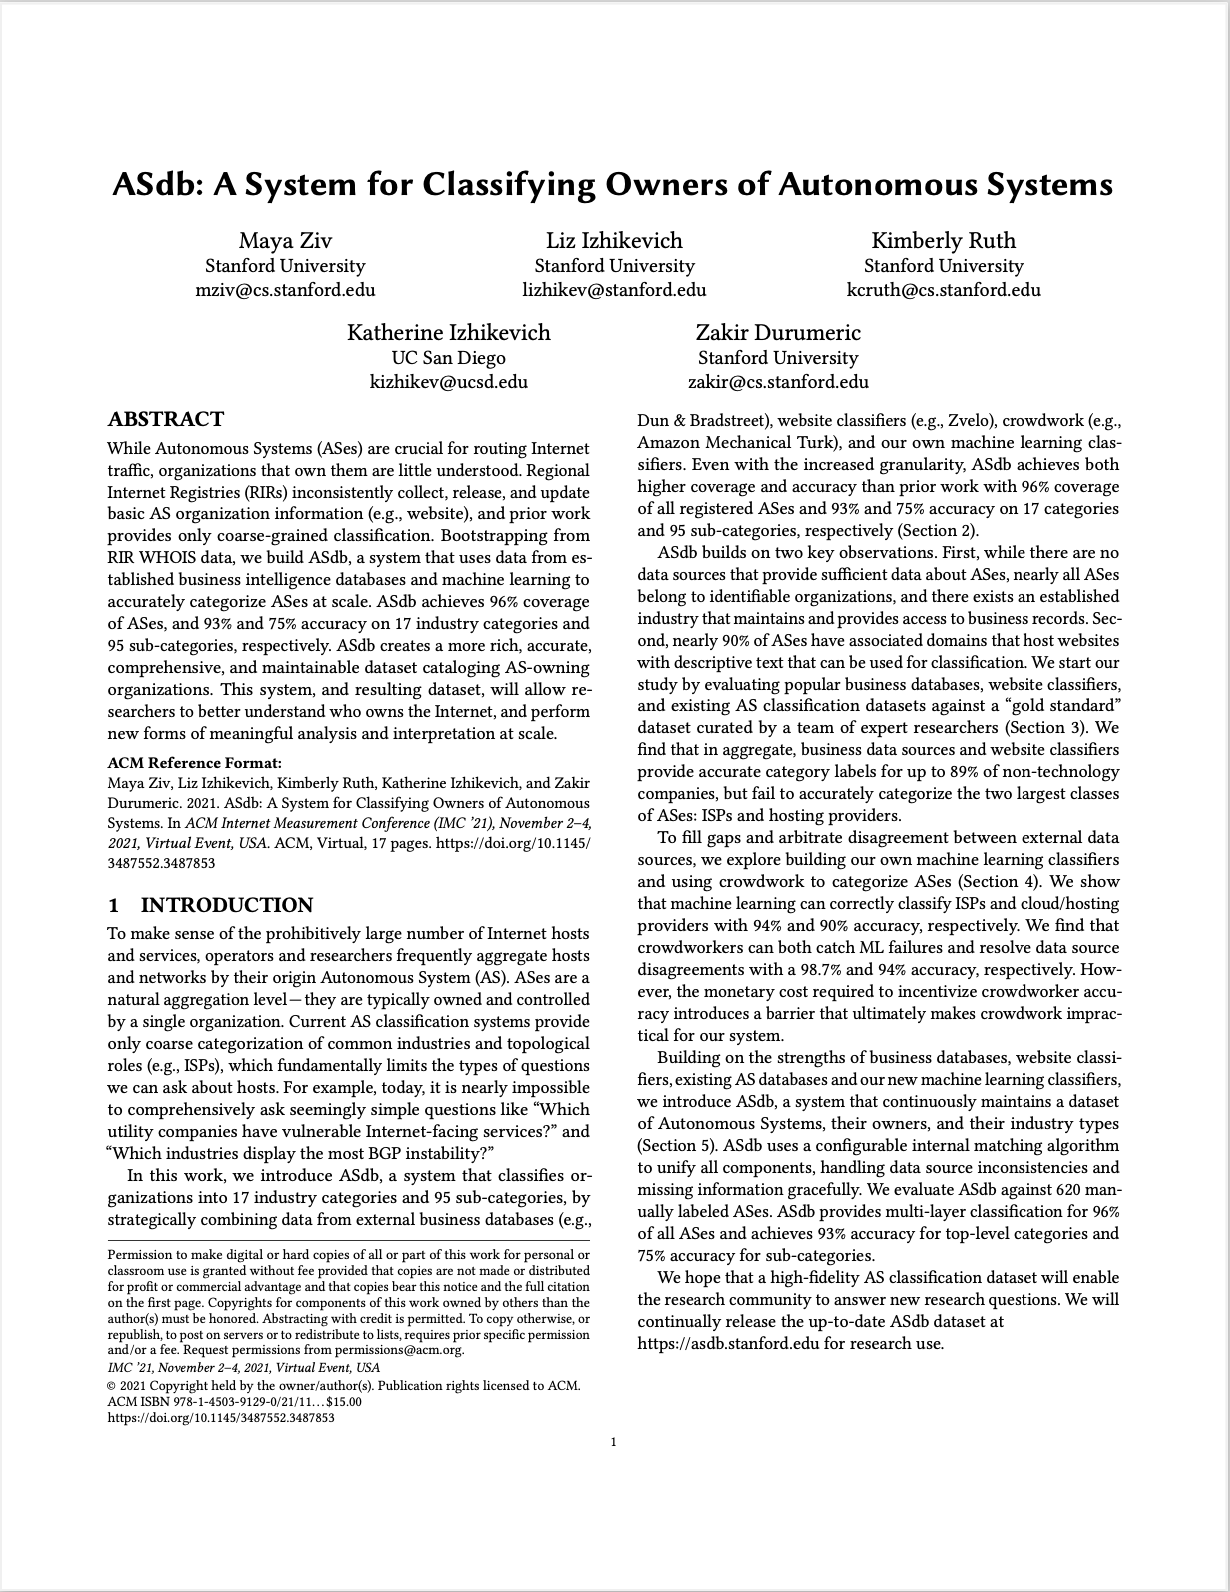 ASdb: A System for Classifying Owners of Autonomous Systems
Maya Ziv
Stanford University
mziv@cs.stanford.edu
Liz Izhikevich
Stanford University
lizhikev@stanford.edu
Kimberly Ruth
Stanford University
kcruth@cs.stanford.edu
Katherine Izhikevich
UC San Diego
kizhikev@ucsd.edu
Zakir Durumeric
Stanford University
zakir@cs.stanford.edu
ABSTRACT
While Autonomous Systems (ASes) are crucial for routing Internet
traffic, organizations that own them are little understood. Regional
Internet Registries (RIRs) inconsistently collect, release, and update
basic AS organization information (e.g., website), and prior work
provides only coarse-grained classification. Bootstrapping from
RIR WHOIS data, we build ASdb, a system that uses data from es-
tablished business intelligence databases and machine learning to
accurately categorize ASes at scale. ASdb achieves 96% coverage
of ASes, and 93% and 75% accuracy on 17 industry categories and
95 sub-categories, respectively. ASdb creates a more rich, accurate,
comprehensive, and maintainable dataset cataloging AS-owning
organizations. This system, and resulting dataset, will allow re-
searchers to better understand who owns the Internet, and perform
new forms of meaningful analysis and interpretation at scale.
ACM Reference Format:
Maya Ziv, Liz Izhikevich, Kimberly Ruth, Katherine Izhikevich, and Zakir
Durumeric. 2021. ASdb: A System for Classifying Owners of Autonomous
Systems. In ACM Internet Measurement Conference (IMC ’21), November 2–4,
2021, Virtual Event, USA. ACM, Virtual, 17 pages. https://doi.org/10.1145/
3487552.3487853
1 INTRODUCTION
To make sense of the prohibitively large number of Internet hosts
and services, operators and researchers frequently aggregate hosts
and networks by their origin Autonomous System (AS). ASes are a
natural aggregation level—they are typically owned and controlled
by a single organization. Current AS classification systems provide
only coarse categorization of common industries and topological
roles (e.g., ISPs), which fundamentally limits the types of questions
we can ask about hosts. For example, today, it is nearly impossible
to comprehensively ask seemingly simple questions like “Which
utility companies have vulnerable Internet-facing services?” and
“Which industries display the most BGP instability?”
In this work, we introduce ASdb, a system that classifies or-
ganizations into 17 industry categories and 95 sub-categories, by
strategically combining data from external business databases (e.g.,
Permission to make digital or hard copies of all or part of this work for personal or
classroom use is granted without fee provided that copies are not made or distributed
for profit or commercial advantage and that copies bear this notice and the full citation
on the first page. Copyrights for components of this work owned by others than the
author(s) must be honored. Abstracting with credit is permitted. To copy otherwise, or
republish, to post on servers or to redistribute to lists, requires prior specific permission
and/or a fee. Request permissions from permissions@acm.org.
IMC ’21, November 2–4, 2021, Virtual Event, USA
© 2021 Copyright held by the owner/author(s). Publication rights licensed to ACM.
ACM ISBN 978-1-4503-9129-0/21/11...$15.00
https://doi.org/10.1145/3487552.3487853
Dun & Bradstreet), website classifiers (e.g., Zvelo), crowdwork (e.g.,
Amazon Mechanical Turk), and our own machine learning clas-
sifiers. Even with the increased granularity, ASdb achieves both
higher coverage and accuracy than prior work with 96% coverage
of all registered ASes and 93% and 75% accuracy on 17 categories
and 95 sub-categories, respectively (Section 2).
ASdb builds on two key observations. First, while there are no
data sources that provide sufficient data about ASes, nearly all ASes
belong to identifiable organizations, and there exists an established
industry that maintains and provides access to business records. Sec-
ond, nearly 90% of ASes have associated domains that host websites
with descriptive text that can be used for classification. We start our
study by evaluating popular business databases, website classifiers,
and existing AS classification datasets against a “gold standard”
dataset curated by a team of expert researchers (Section 3). We
find that in aggregate, business data sources and website classifiers
provide accurate category labels for up to 89% of non-technology
companies, but fail to accurately categorize the two largest classes
of ASes: ISPs and hosting providers.
To fill gaps and arbitrate disagreement between external data
sources, we explore building our own machine learning classifiers
and using crowdwork to categorize ASes (Section 4). We show
that machine learning can correctly classify ISPs and cloud/hosting
providers with 94% and 90% accuracy, respectively. We find that
crowdworkers can both catch ML failures and resolve data source
disagreements with a 98.7% and 94% accuracy, respectively. How-
ever, the monetary cost required to incentivize crowdworker accu-
racy introduces a barrier that ultimately makes crowdwork imprac-
tical for our system.
Building on the strengths of business databases, website classi-
fiers, existing AS databases and our new machine learning classifiers,
we introduce ASdb, a system that continuously maintains a dataset
of Autonomous Systems, their owners, and their industry types
(Section 5). ASdb uses a configurable internal matching algorithm
to unify all components, handling data source inconsistencies and
missing information gracefully. We evaluate ASdb against 620 man-
ually labeled ASes. ASdb provides multi-layer classification for 96%
of all ASes and achieves 93% accuracy for top-level categories and
75% accuracy for sub-categories.
We hope that a high-fidelity AS classification dataset will enable
the research community to answer new research questions. We will
continually release the up-to-date ASdb dataset at
https://asdb.stanford.edu for research use.
1